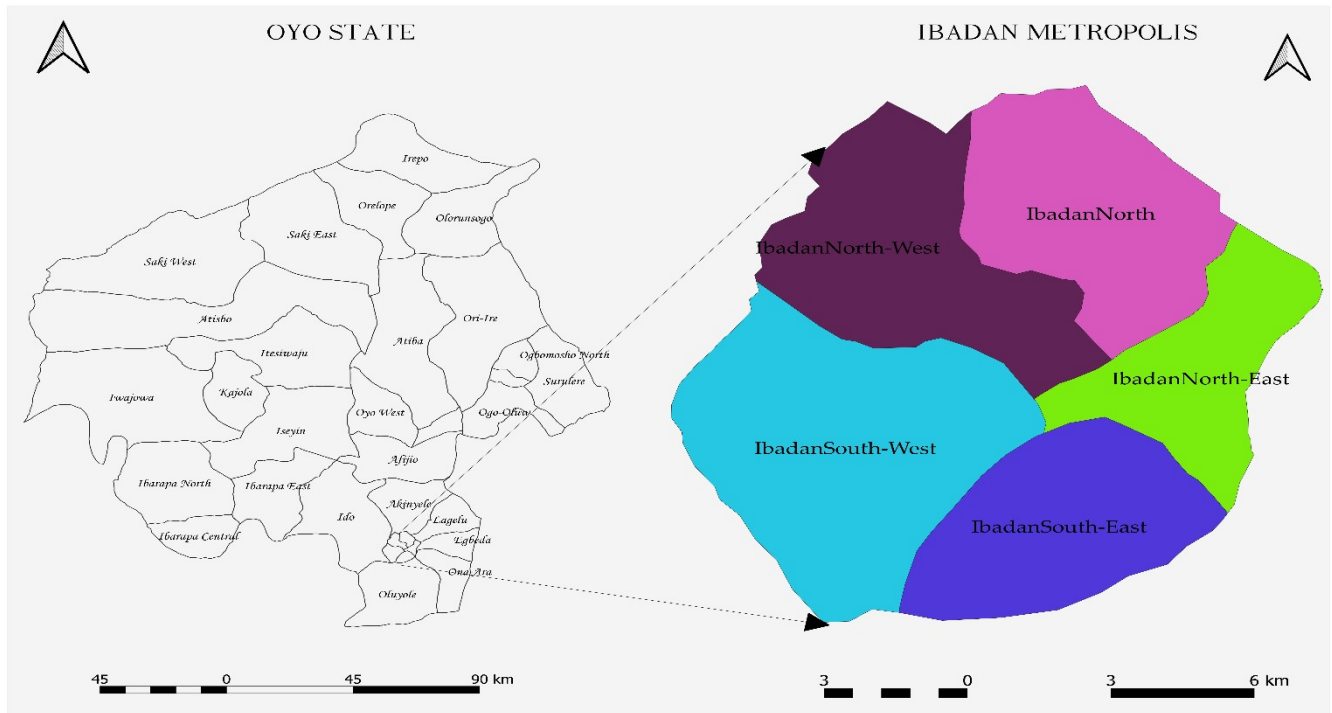 OYO STATE
IBADAN METROPOLIS
Irepo
Orelope
Olorunsogo
Saki East
Saki West
Atisbo
Ori-Ire
Atiba
Itesiwaju
Ogbomosho North
Kajola
Surulere
Iwajowa
Oyo West
Ogo-Oluw
Iseyin
Afijio
Ibarapa North
Ibarapa East
Akinyele
Ido
Lagelu
Ibarapa Central
Egbeda
Ona Ara
Oluyole
45 0 45 90 km
IbadanNorth
IbadanNorth-West
IbadanNorth-East
IbadanSouth-West
IbadanSouth-East
3 0 3 6 km